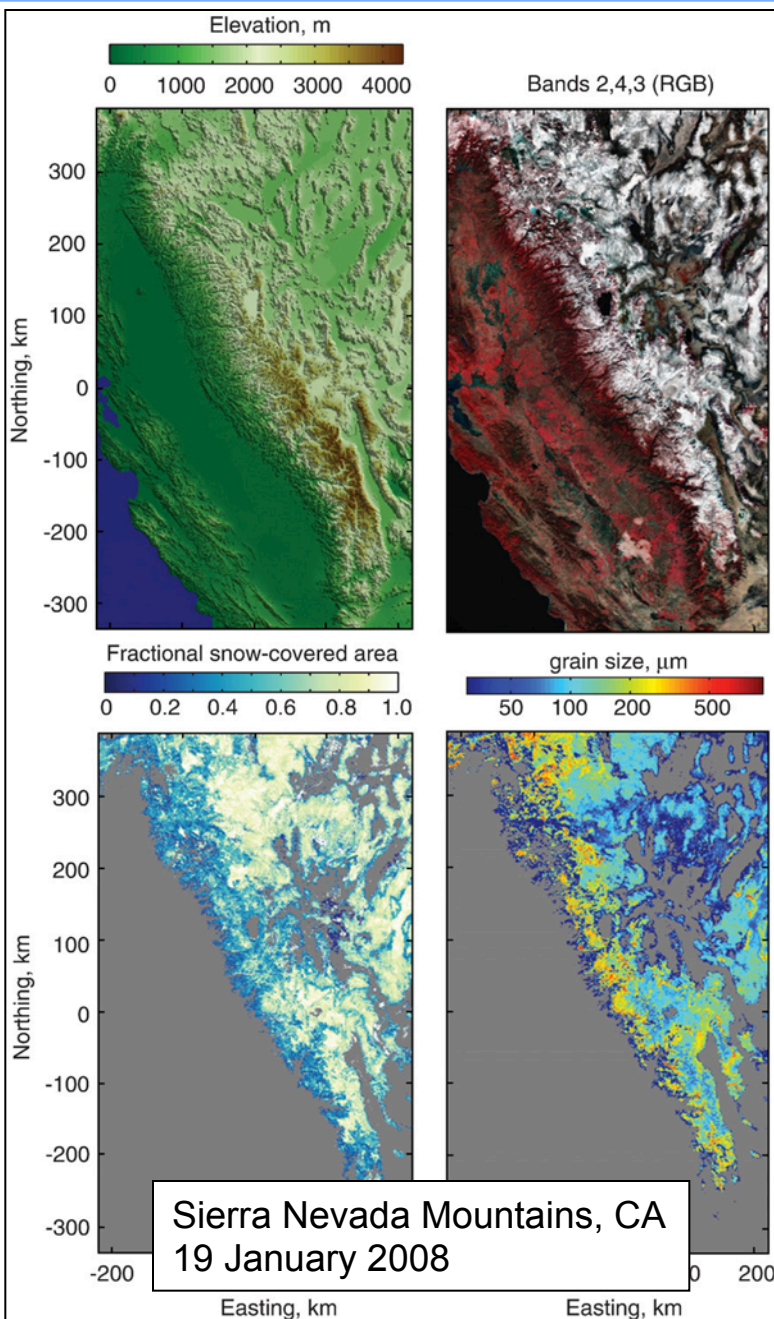 Elevation, m
0 1000 2000 3000 4000
Bands 2,4,3 (RGB)
300
200
100
0
-100
-200
-300
Northing, km
Fractional snow-covered area
0 0.2 0.4 0.6 0.8 1.0
grain size, μm
50 100 200 500
300
200
100
0
-100
-200
-300
Northing, km
Sierra Nevada Mountains, CA
19 January 2008
-200
0 200
Easting, km
Easting, km